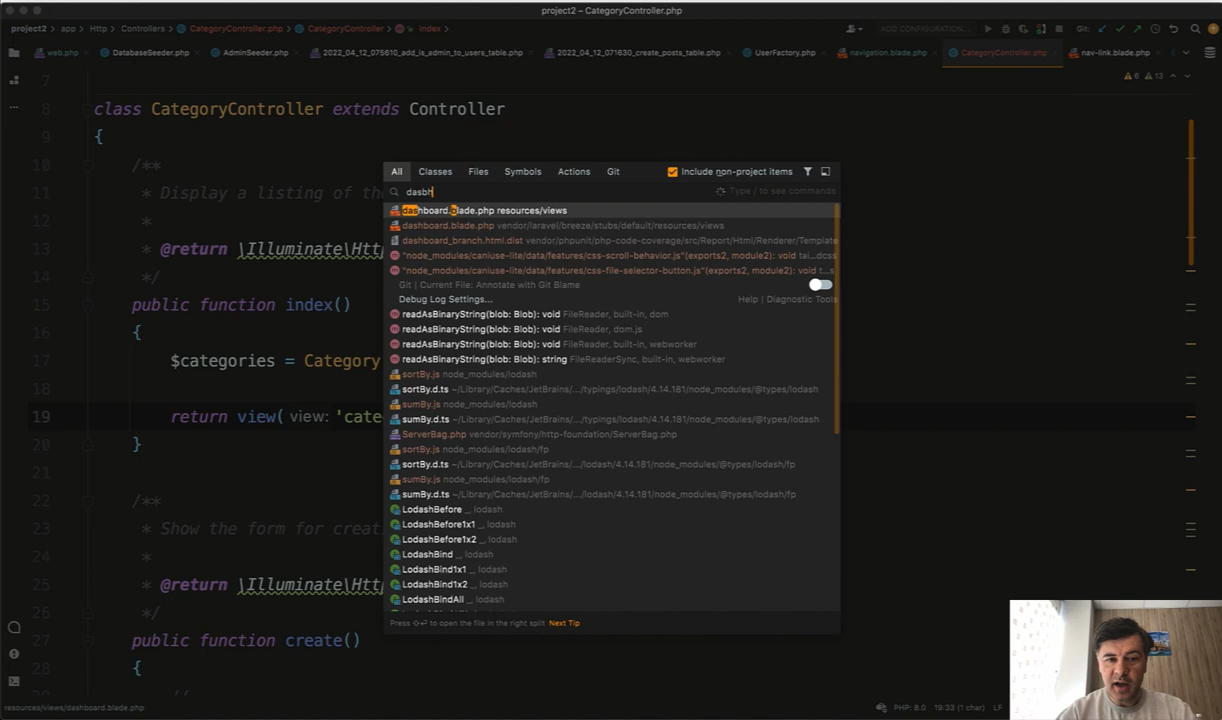 project2 – CategoryController.php
project2 › app › Http › Controllers › CategoryController.php › CategoryController › index
ADD CONFIGURATION... Git:
web.php DatabaseSeeder.php AdminSeeder.php 2022_04_12_075610_add_is_admin_to_users_table.php 2022_04_12_071630_create_posts_table.php UserFactory.php navigation.blade.php CategoryController.php nav-link.blade.php
7
6 13
8 class CategoryController extends Controller
9 {
10 /**
All Classes Files Symbols Actions Git Include non-project items
11 * Display a listing of the
dasbh Type / to see commands
12 *
dashboard.blade.php resources/views
dashboard.blade.php vendor/laravel/breeze/stubs/default/resources/views
dashboard_branch.html.dist vendor/phpunit/php-code-coverage/src/Report/Html/Renderer/Template
13 * @return \Illuminate\Htt
"node_modules/caniuse-lite/data/features/css-scroll-behavior.js"(exports2, module2): void tai...dcss
"node_modules/caniuse-lite/data/features/css-file-selector-button.js"(exports2, module2): void t...s
14 */
Git | Current File: Annotate with Git Blame
Debug Log Settings... Help | Diagnostic Tools
15 public function index()
readAsBinaryString(blob: Blob): void FileReader, built-in, dom
readAsBinaryString(blob: Blob): void FileReader, dom.js
16 {
readAsBinaryString(blob: Blob): void FileReader, built-in, webworker
readAsBinaryString(blob: Blob): string FileReaderSync, built-in, webworker
17 $categories = Category
sortBy.js node_modules/lodash
sortBy.d.ts ~/Library/Caches/JetBrains/.../typings/lodash/4.14.181/node_modules/@types/lodash
18
sumBy.js node_modules/lodash
sumBy.d.ts ~/Library/Caches/JetBrains/.../typings/lodash/4.14.181/node_modules/@types/lodash
19 return view( view: 'cate
ServerBag.php vendor/symfony/http-foundation/ServerBag.php
20 }
sortBy.js node_modules/lodash/fp
sortBy.d.ts ~/Library/Caches/JetBrains/.../lodash/4.14.181/node_modules/@types/lodash/fp
21
sumBy.js node_modules/lodash/fp
sumBy.d.ts ~/Library/Caches/JetBrains/.../lodash/4.14.181/node_modules/@types/lodash/fp
22 /**
LodashBefore _, lodash
LodashBefore1x1 _, lodash
23 * Show the form for creat
LodashBefore1x2 _, lodash
24 *
LodashBind _, lodash
LodashBind1x1 _, lodash
25 * @return \Illuminate\Htt
LodashBind1x2 _, lodash
LodashBindAll _, lodash
26 */
Press ⇧⏎ to open the file in the right split Next Tip
27 public function create()
28 {
29 //
resources/views/dashboard.blade.php PHP: 8.0 19:33 (1 char) LF